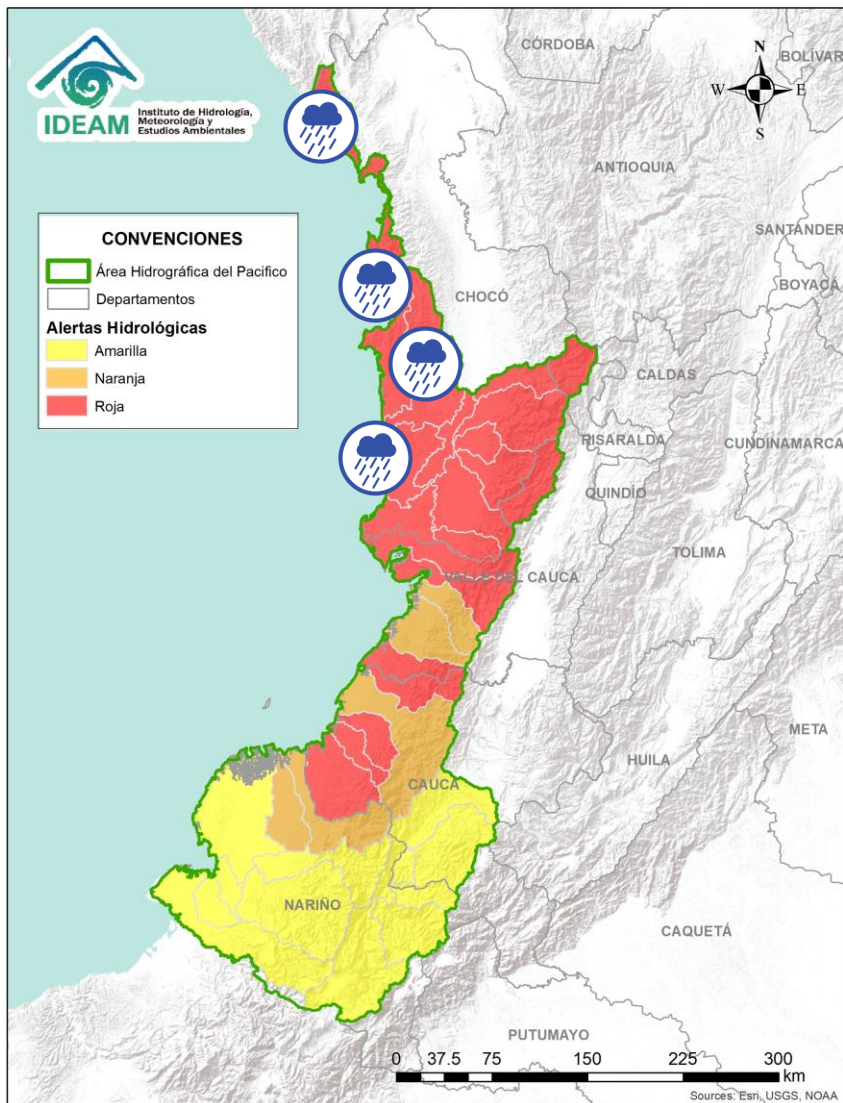 IDEAM
Instituto de Hidrología,
Meteorología y
Estudios Ambientales
CÓRDOBA
BOLÍVAR
N
W
E
S
ANTIOQUIA
SANTANDER
BOYACÁ
CONVENCIONES
Área Hidrográfica del Pacifico
Departamentos
Alertas Hidrológicas
Amarilla
Naranja
Roja
CHOCÓ
CALDAS
RISARALDA
CUNDINAMARCA
QUINDÍO
TOLIMA
VALLE DEL CAUCA
META
HUILA
CAUCA
NARIÑO
CAQUETÁ
PUTUMAYO
0 37.5 75 150 225 300
km
Sources: Esri, USGS, NOAA